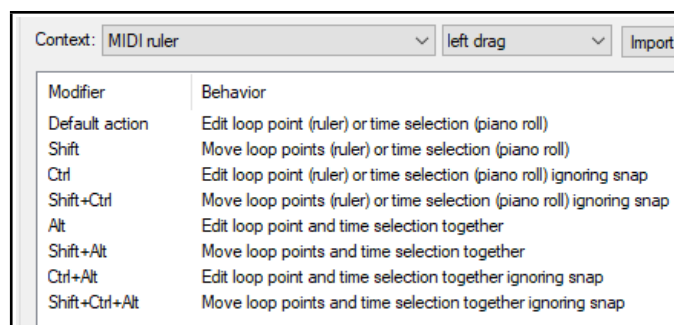 Context: MIDI ruler left drag Import
Modifier Behavior
Default action Edit loop point (ruler) or time selection (piano roll)
Shift Move loop points (ruler) or time selection (piano roll)
Ctrl Edit loop point (ruler) or time selection (piano roll) ignoring snap
Shift+Ctrl Move loop points (ruler) or time selection (piano roll) ignoring snap
Alt Edit loop point and time selection together
Shift+Alt Move loop points and time selection together
Ctrl+Alt Edit loop point and time selection together ignoring snap
Shift+Ctrl+Alt Move loop points and time selection together ignoring snap